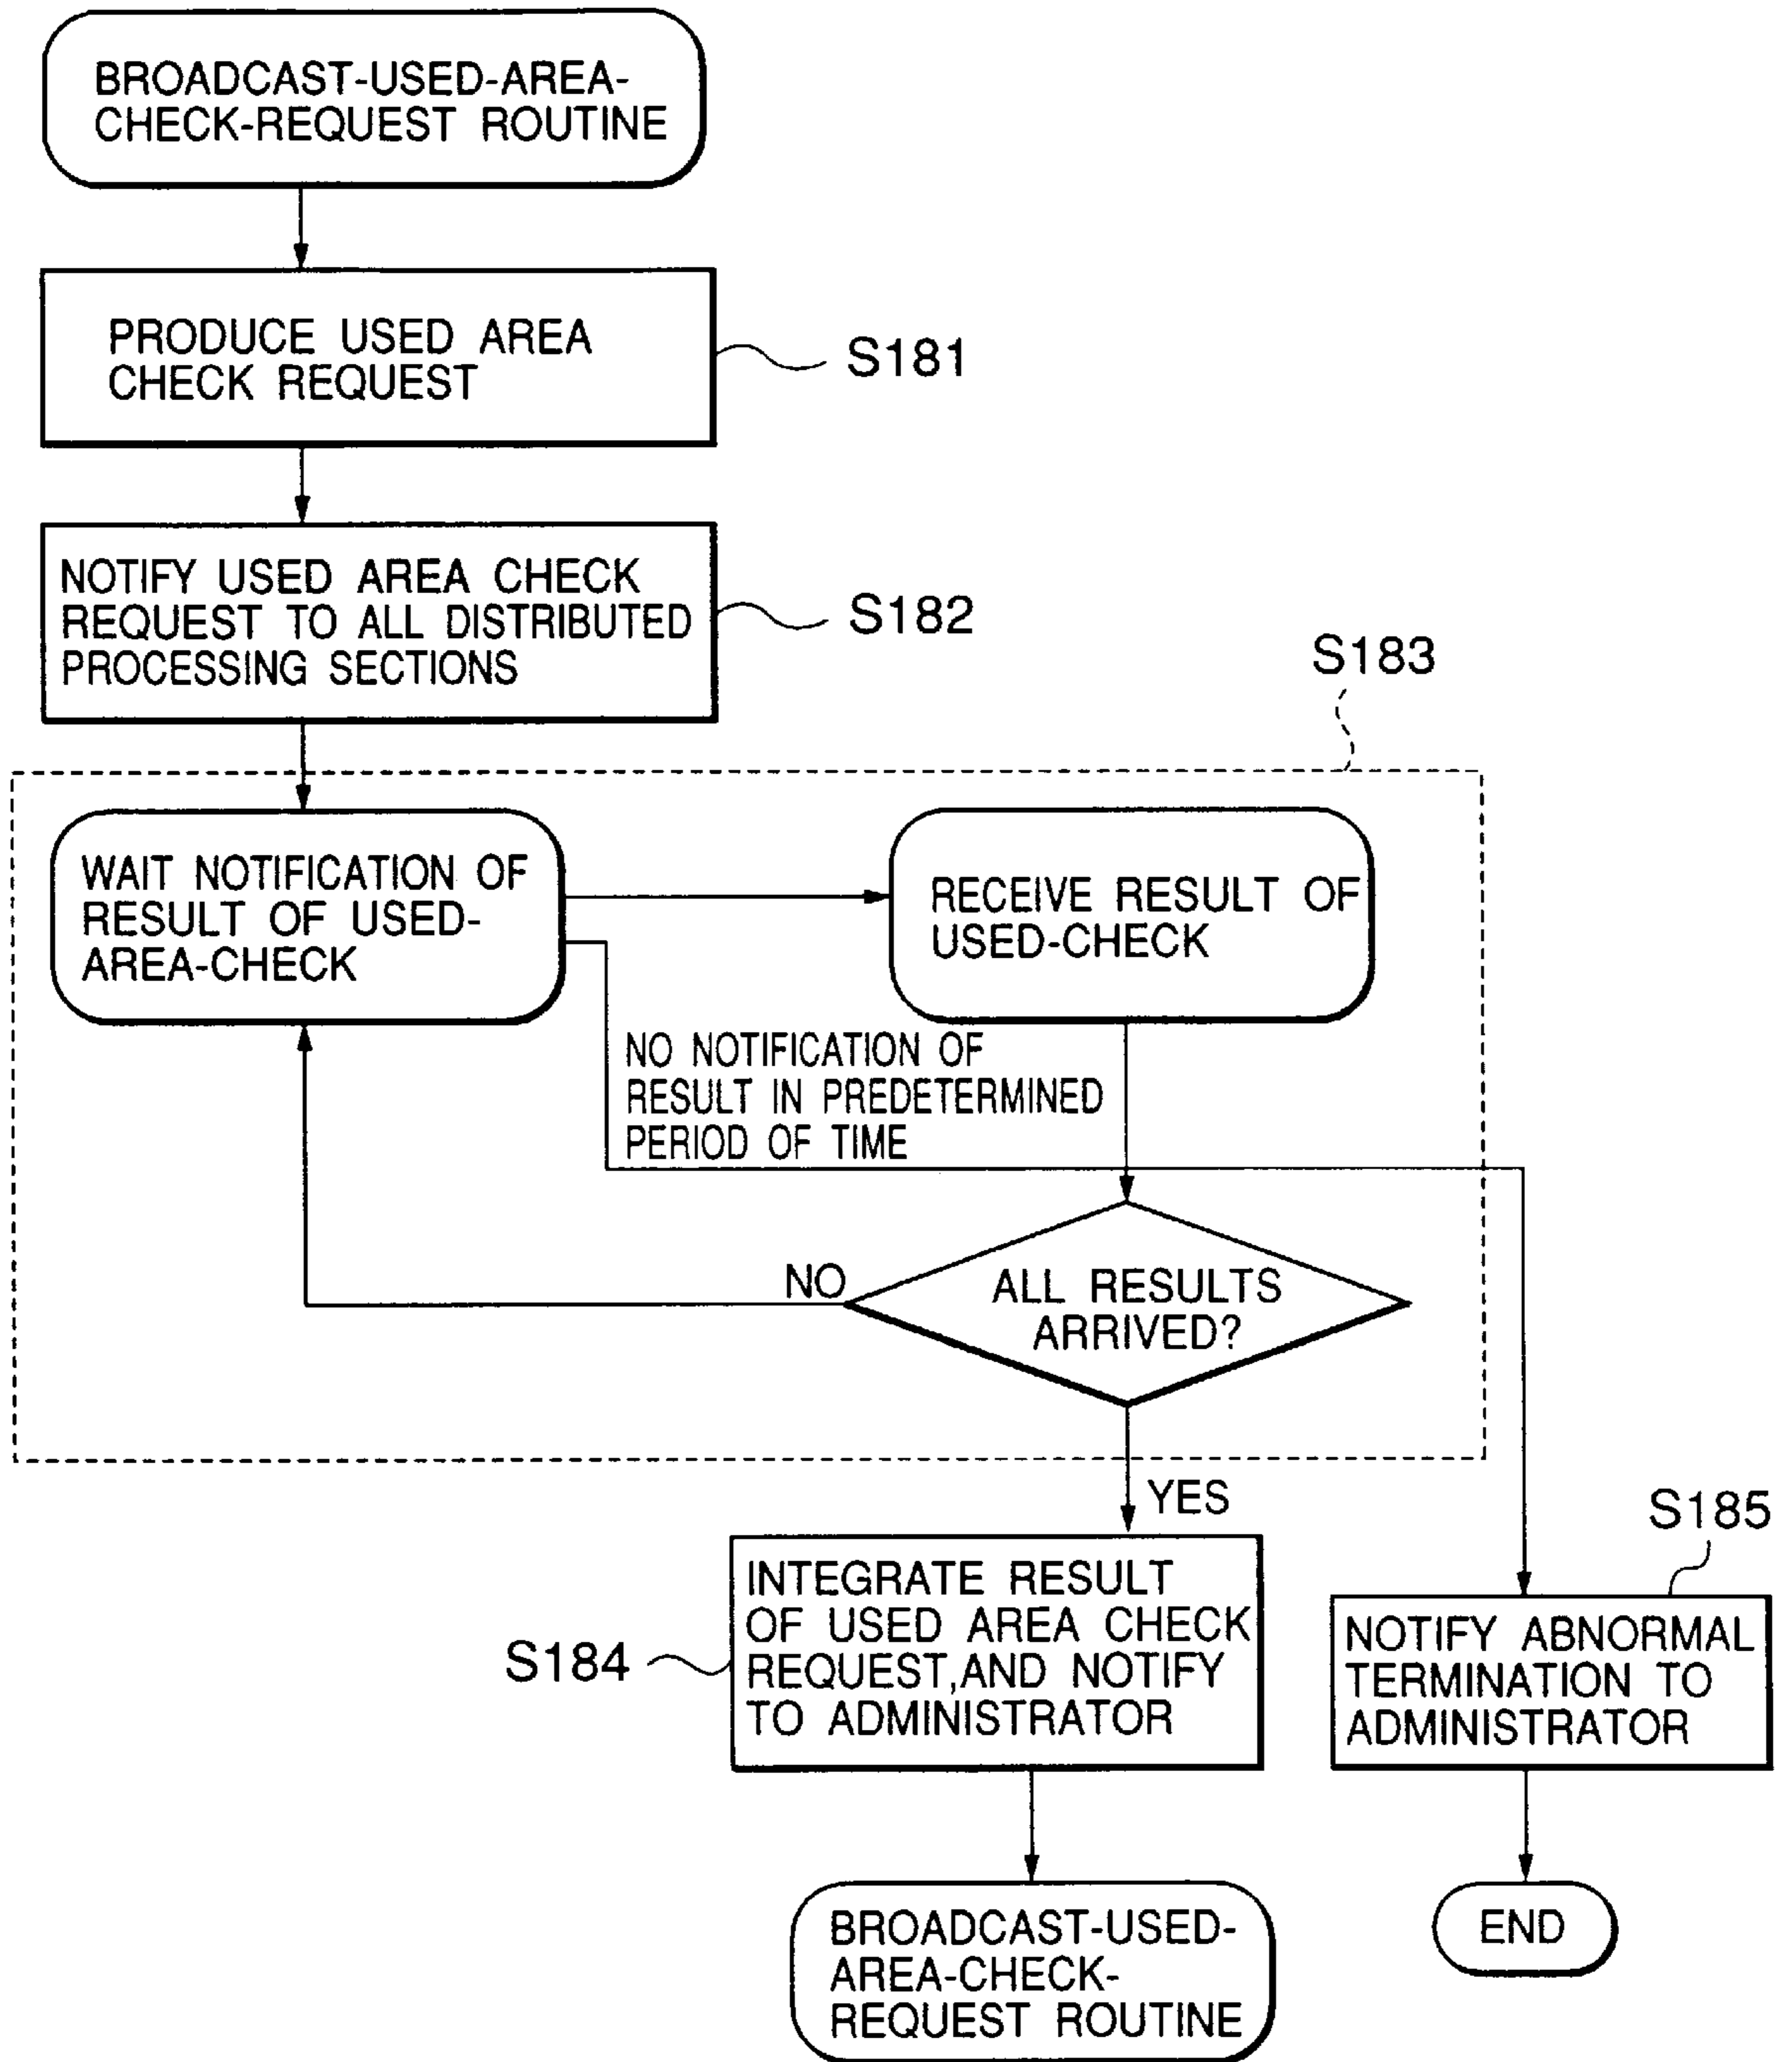 BROADCAST-USED-AREA-
CHECK-REQUEST ROUTINE
PRODUCE USED AREA
CHECK REQUEST
S181
NOTIFY USED AREA CHECK
REQUEST TO ALL DISTRIBUTED
PROCESSING SECTIONS
S182
S183
WAIT NOTIFICATION OF
RESULT OF USED-
AREA-CHECK
RECEIVE RESULT OF
USED-CHECK
NO NOTIFICATION OF
RESULT IN PREDETERMINED
PERIOD OF TIME
NO
ALL RESULTS
ARRIVED?
YES
S184
INTEGRATE RESULT
OF USED AREA CHECK
REQUEST,AND NOTIFY
TO ADMINISTRATOR
S185
NOTIFY ABNORMAL
TERMINATION TO
ADMINISTRATOR
BROADCAST-USED-
AREA-CHECK-
REQUEST ROUTINE
END